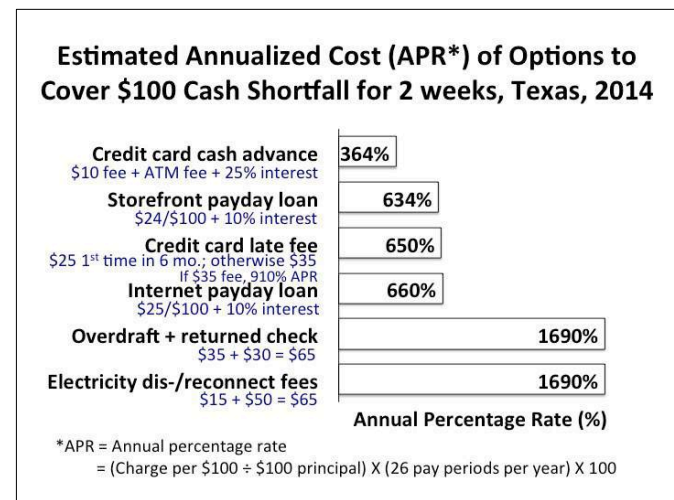 Estimated Annualized Cost (APR*) of Options to
Cover $100 Cash Shortfall for 2 weeks, Texas, 2014
Credit card cash advance
$10 fee + ATM fee + 25% interest
364%
Storefront payday loan
$24/$100 + 10% interest
634%
Credit card late fee
$25 1st time in 6 mo.; otherwise $35
If $35 fee, 910% APR
650%
Internet payday loan
$25/$100 + 10% interest
660%
Overdraft + returned check
$35 + $30 = $65
1690%
Electricity dis-/reconnect fees
$15 + $50 = $65
1690%
Annual Percentage Rate (%)
*APR = Annual percentage rate
= (Charge per $100 ÷ $100 principal) X (26 pay periods per year) X 100